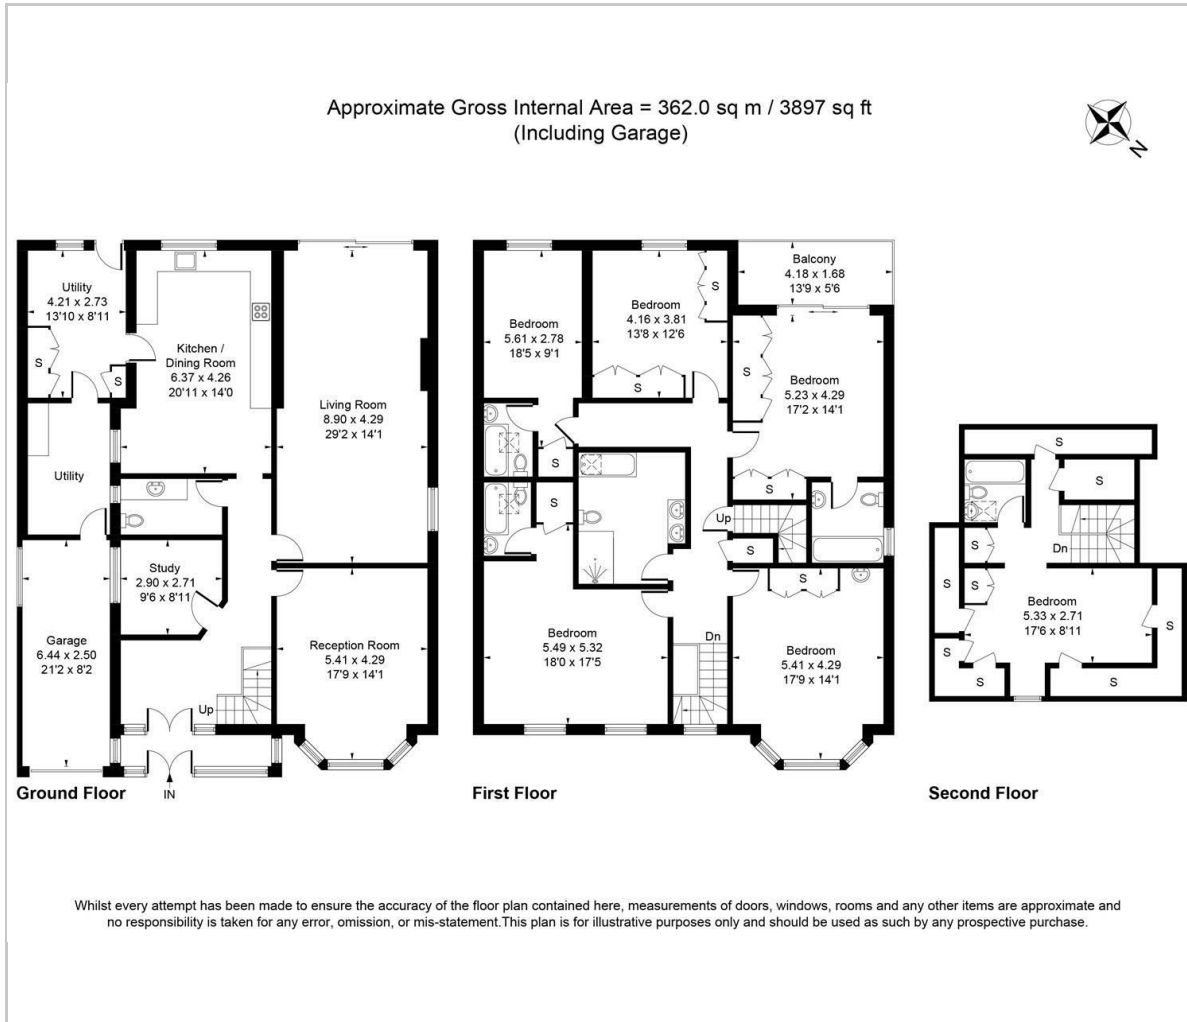 Approximate Gross Internal Area = 362.0 sq m / 3897 sq ft
(Including Garage)
N
Utility
4.21 x 2.73
13'10 x 8'11
S
S
Kitchen /
Dining Room
6.37 x 4.26
20'11 x 14'0
Living Room
8.90 x 4.29
29'2 x 14'1
Utility
Study
2.90 x 2.71
9'6 x 8'11
Garage
6.44 x 2.50
21'2 x 8'2
Reception Room
5.41 x 4.29
17'9 x 14'1
Up
IN
Ground Floor
Bedroom
5.61 x 2.78
18'5 x 9'1
Bedroom
4.16 x 3.81
13'8 x 12'6
S
S
Balcony
4.18 x 1.68
13'9 x 5'6
S
Bedroom
5.23 x 4.29
17'2 x 14'1
S
S
S
Up
S
S
Bedroom
5.49 x 5.32
18'0 x 17'5
Dn
Bedroom
5.41 x 4.29
17'9 x 14'1
First Floor
S
S
S
Dn
S
S
Bedroom
5.33 x 2.71
17'6 x 8'11
S
S
S
S
Second Floor
Whilst every attempt has been made to ensure the accuracy of the floor plan contained here, measurements of doors, windows, rooms and any other items are approximate and
no responsibility is taken for any error, omission, or mis-statement.This plan is for illustrative purposes only and should be used as such by any prospective purchase.